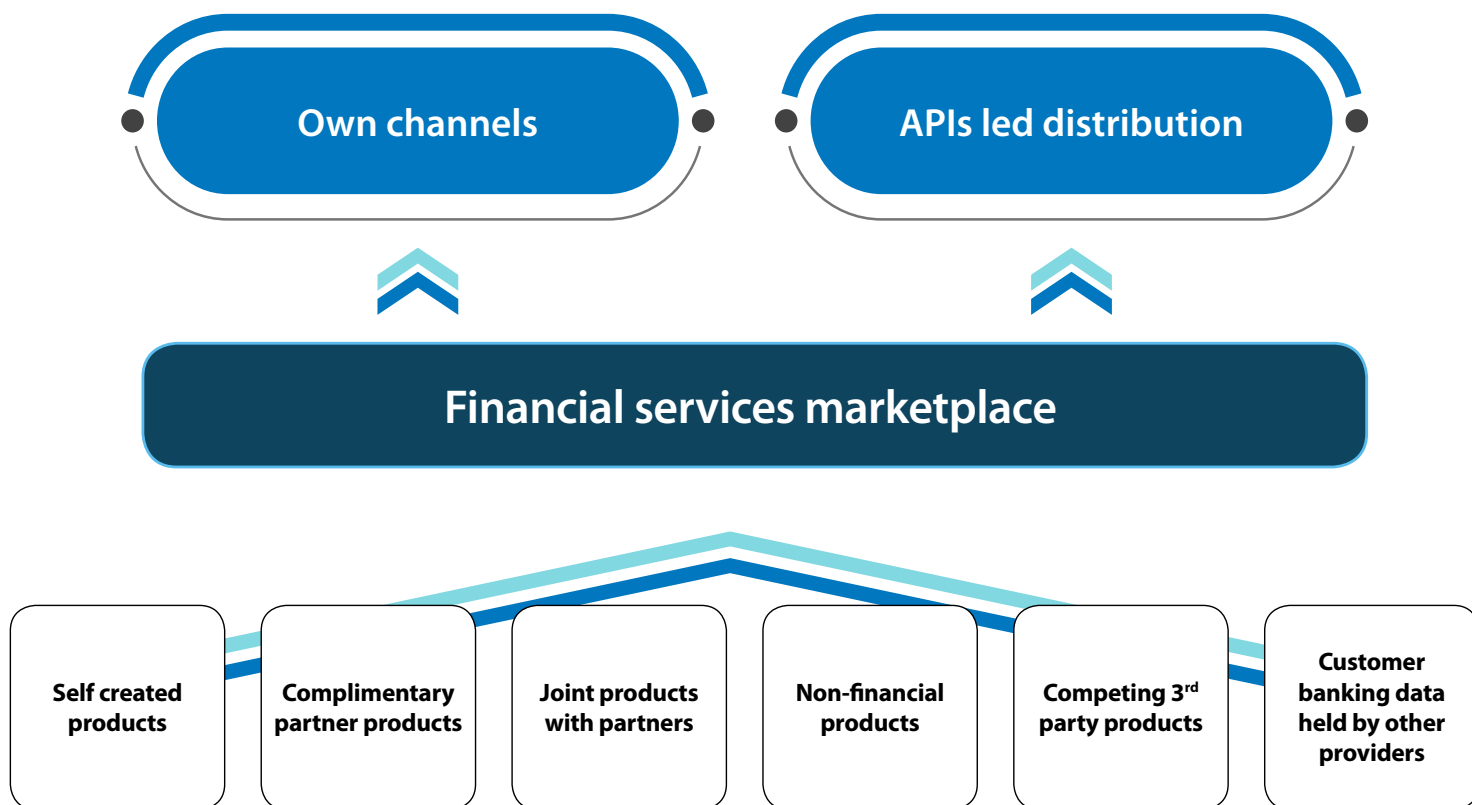 Own channels
APIs led distribution
Financial services marketplace
Self created
products
Complimentary
partner products
Joint products
with partners
Non-financial
products
Competing 3rd
party products
Customer
banking data
held by other
providers